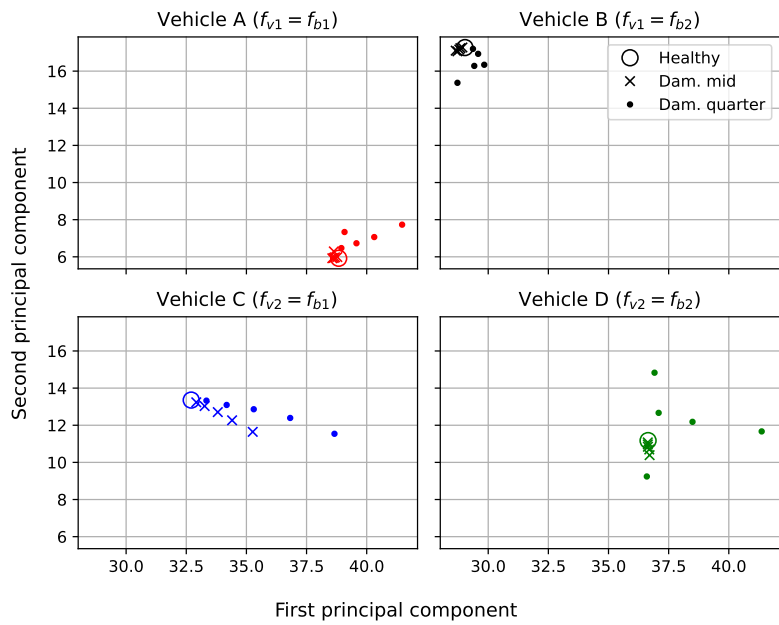 Vehicle A (f_{v1} = f_{b1})
Vehicle B (f_{v1} = f_{b2})
16
14
12
10
8
6
Healthy
Dam. mid
Dam. quarter
Vehicle C (f_{v2} = f_{b1})
Vehicle D (f_{v2} = f_{b2})
16
14
12
10
8
6
30.0 32.5 35.0 37.5 40.0
30.0 32.5 35.0 37.5 40.0
Second principal component
First principal component